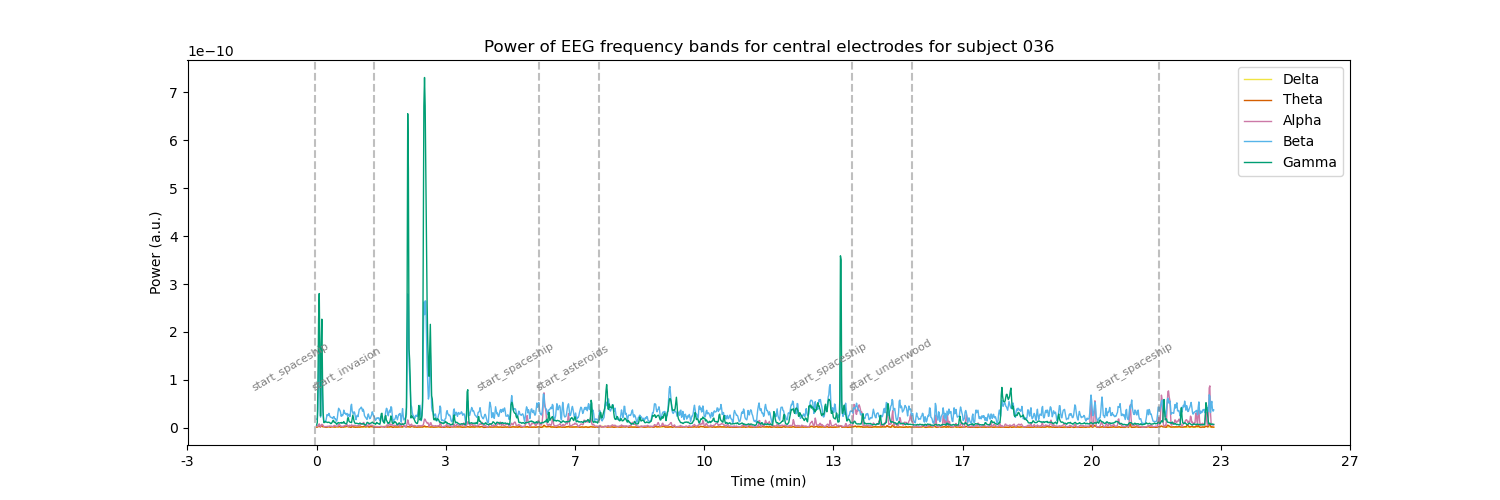 Power of EEG frequency bands for central electrodes for subject 036
1e−10
7
6
5
4
3
2
1
0
Power (a.u.)
Delta
Theta
Alpha
Beta
Gamma
start_spaceship
start_invasion
start_spaceship
start_asteroids
start_spaceship
start_underwood
start_spaceship
-3
0
3
7
10
13
17
20
23
27
Time (min)